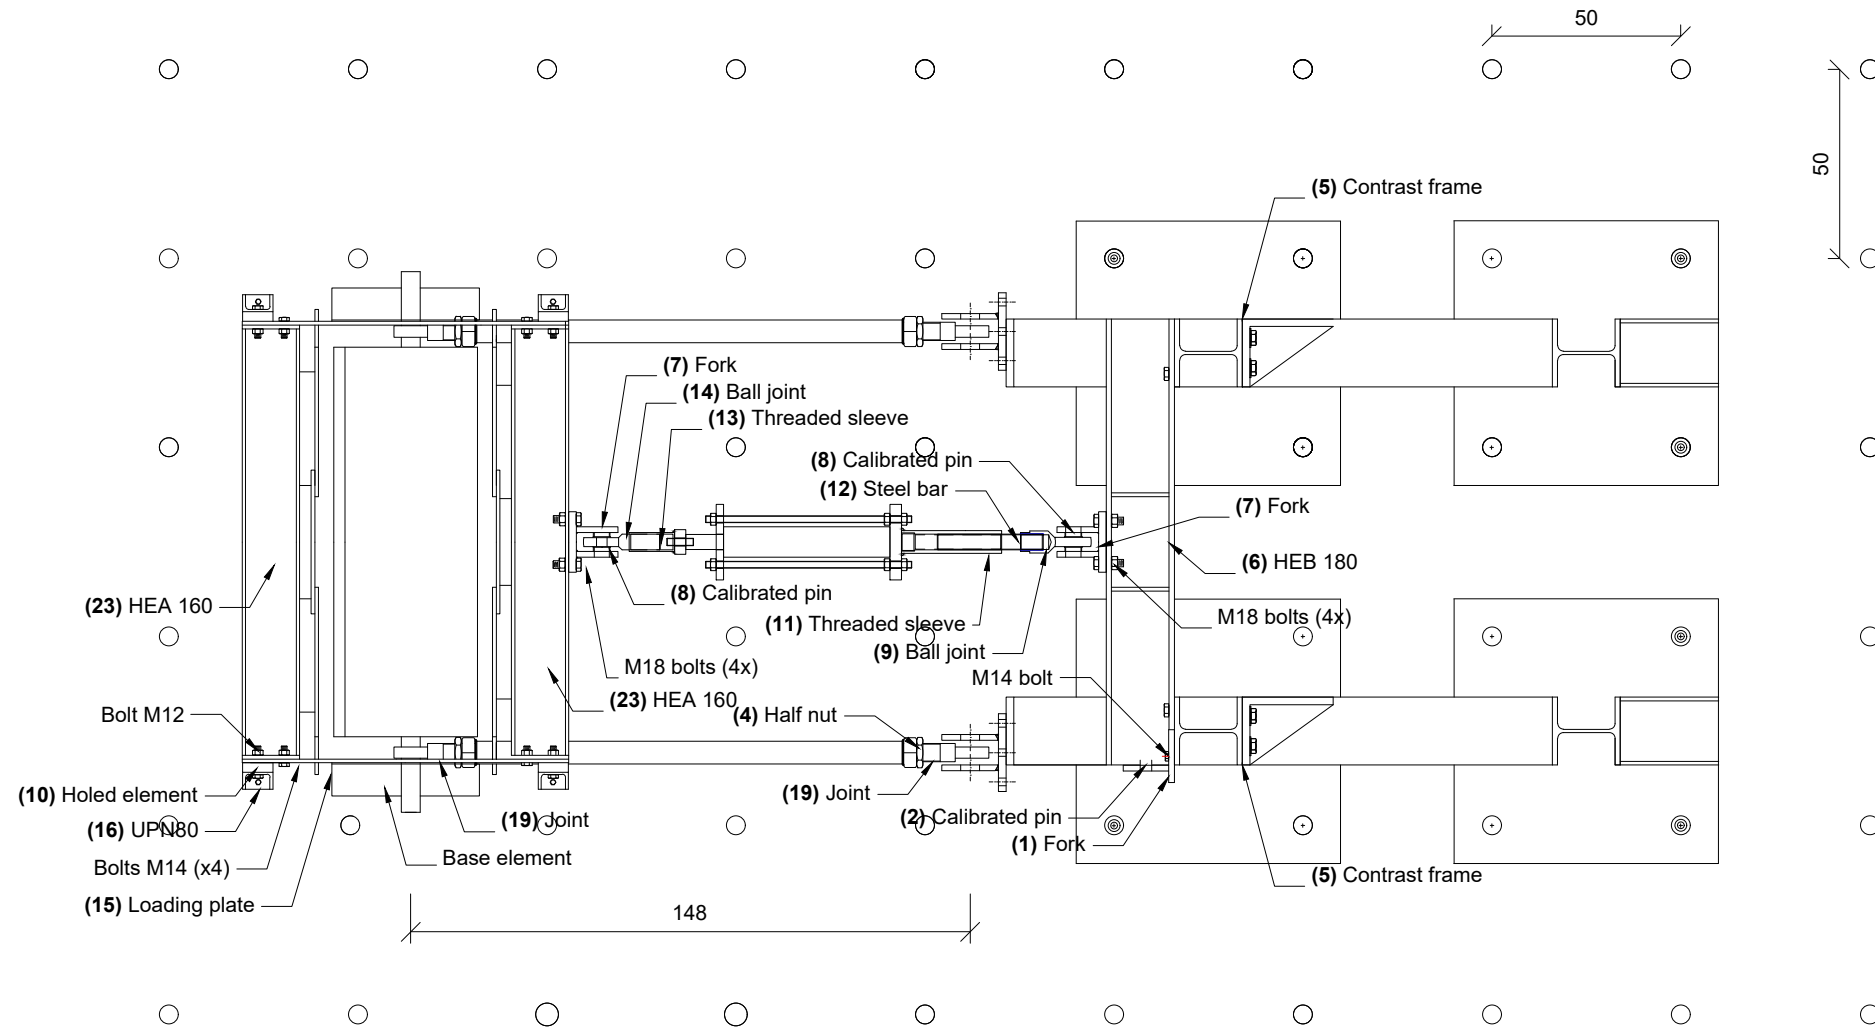 50
50
(5) Contrast frame
(7) Fork
(14) Ball joint
(13) Threaded sleeve
(8) Calibrated pin
(12) Steel bar
(7) Fork
(6) HEB 180
(8) Calibrated pin
(23) HEA 160
(11) Threaded sleeve
M18 bolts (4x)
(9) Ball joint
M18 bolts (4x)
M14 bolt
(23) HEA 160
Bolt M12
(4) Half nut
(10) Holed element
(19) Joint
(2) Calibrated pin
(19) Joint
(16) UPN80
(1) Fork
Base element
Bolts M14 (x4)
(5) Contrast frame
(15) Loading plate
148